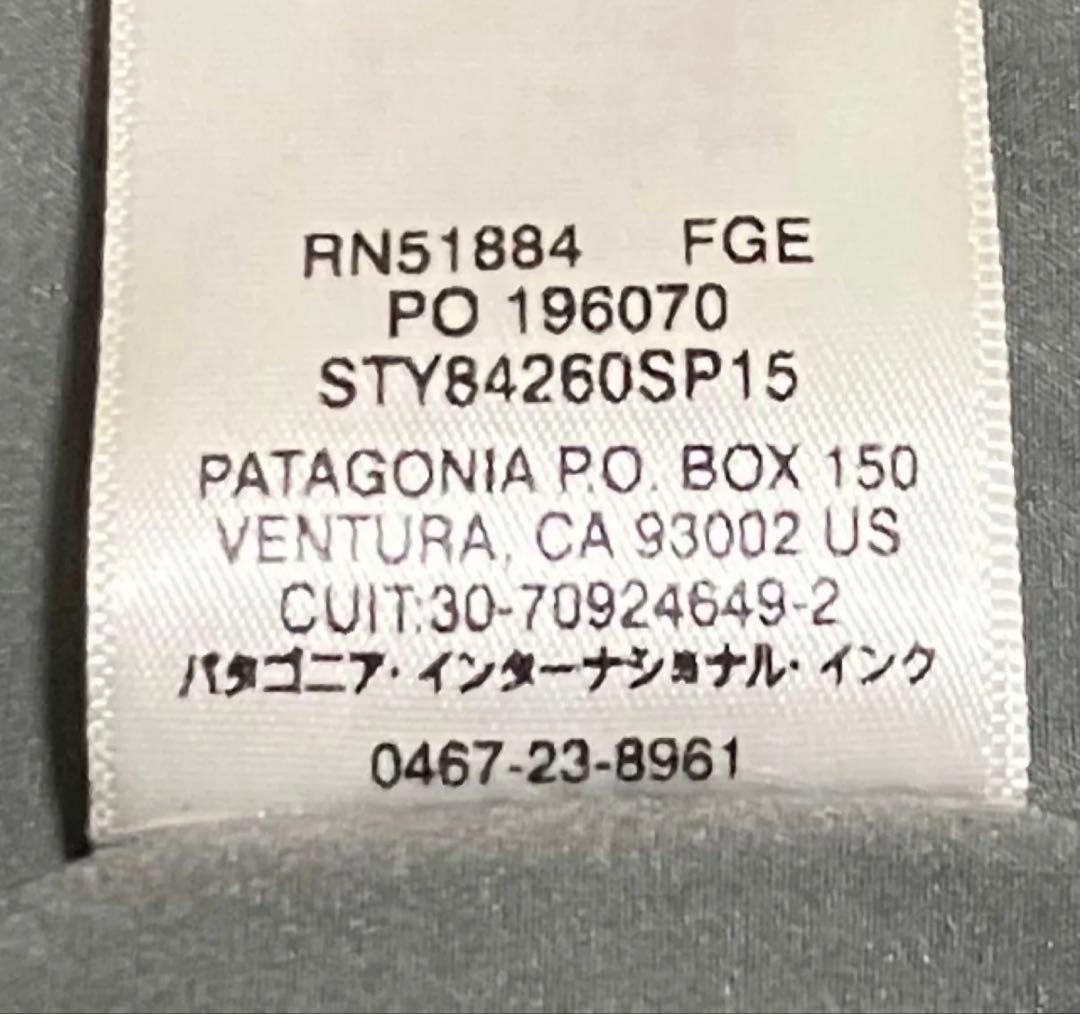 RN51884 FGE
PO 196070
STY84260SP15
PATAGONIA P.O. BOX 150
VENTURA, CA 93002 US
CUIT:30-70924649-2
パタゴニア・インターナショナル・インク
0467-23-8961